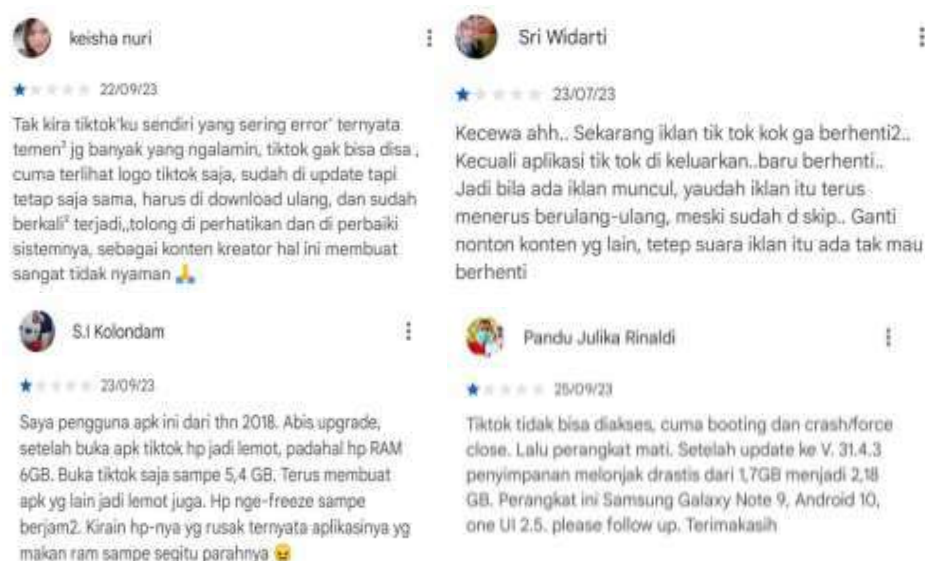 keisha nuri
22/09/23
Tak kira tiktok'ku sendiri yang sering error' ternyata
temen² jg banyak yang ngalamin, tiktok gak bisa disa ,
cuma terlihat logo tiktok saja, sudah di update tapi
tetap saja sama, harus di download ulang, dan sudah
berkali² terjadi,,tolong di perhatikan dan di perbaiki
sistemnya, sebagai konten kreator hal ini membuat
sangat tidak nyaman 🙏
Sri Widarti
23/07/23
Kecewa ahh.. Sekarang iklan tik tok kok ga berhenti2..
Kecuali aplikasi tik tok di keluarkan..baru berhenti..
Jadi bila ada iklan muncul, yaudah iklan itu terus
menerus berulang-ulang, meski sudah d skip.. Ganti
nonton konten yg lain, tetep suara iklan itu ada tak mau
berhenti
S.I Kolondam
23/09/23
Saya pengguna apk ini dari thn 2018. Abis upgrade,
setelah buka apk tiktok hp jadi lemot, padahal hp RAM
6GB. Buka tiktok saja sampe 5,4 GB. Terus membuat
apk yg lain jadi lemot juga. Hp nge-freeze sampe
berjam2. Kirain hp-nya yg rusak ternyata aplikasinya yg
makan ram sampe segitu parahnya 😖
Pandu Julika Rinaldi
25/09/23
Tiktok tidak bisa diakses, cuma booting dan crash/force
close. Lalu perangkat mati. Setelah update ke V. 31.4.3
penyimpanan melonjak drastis dari 1,7GB menjadi 2,18
GB. Perangkat ini Samsung Galaxy Note 9, Android 10,
one UI 2.5. please follow up. Terimakasih